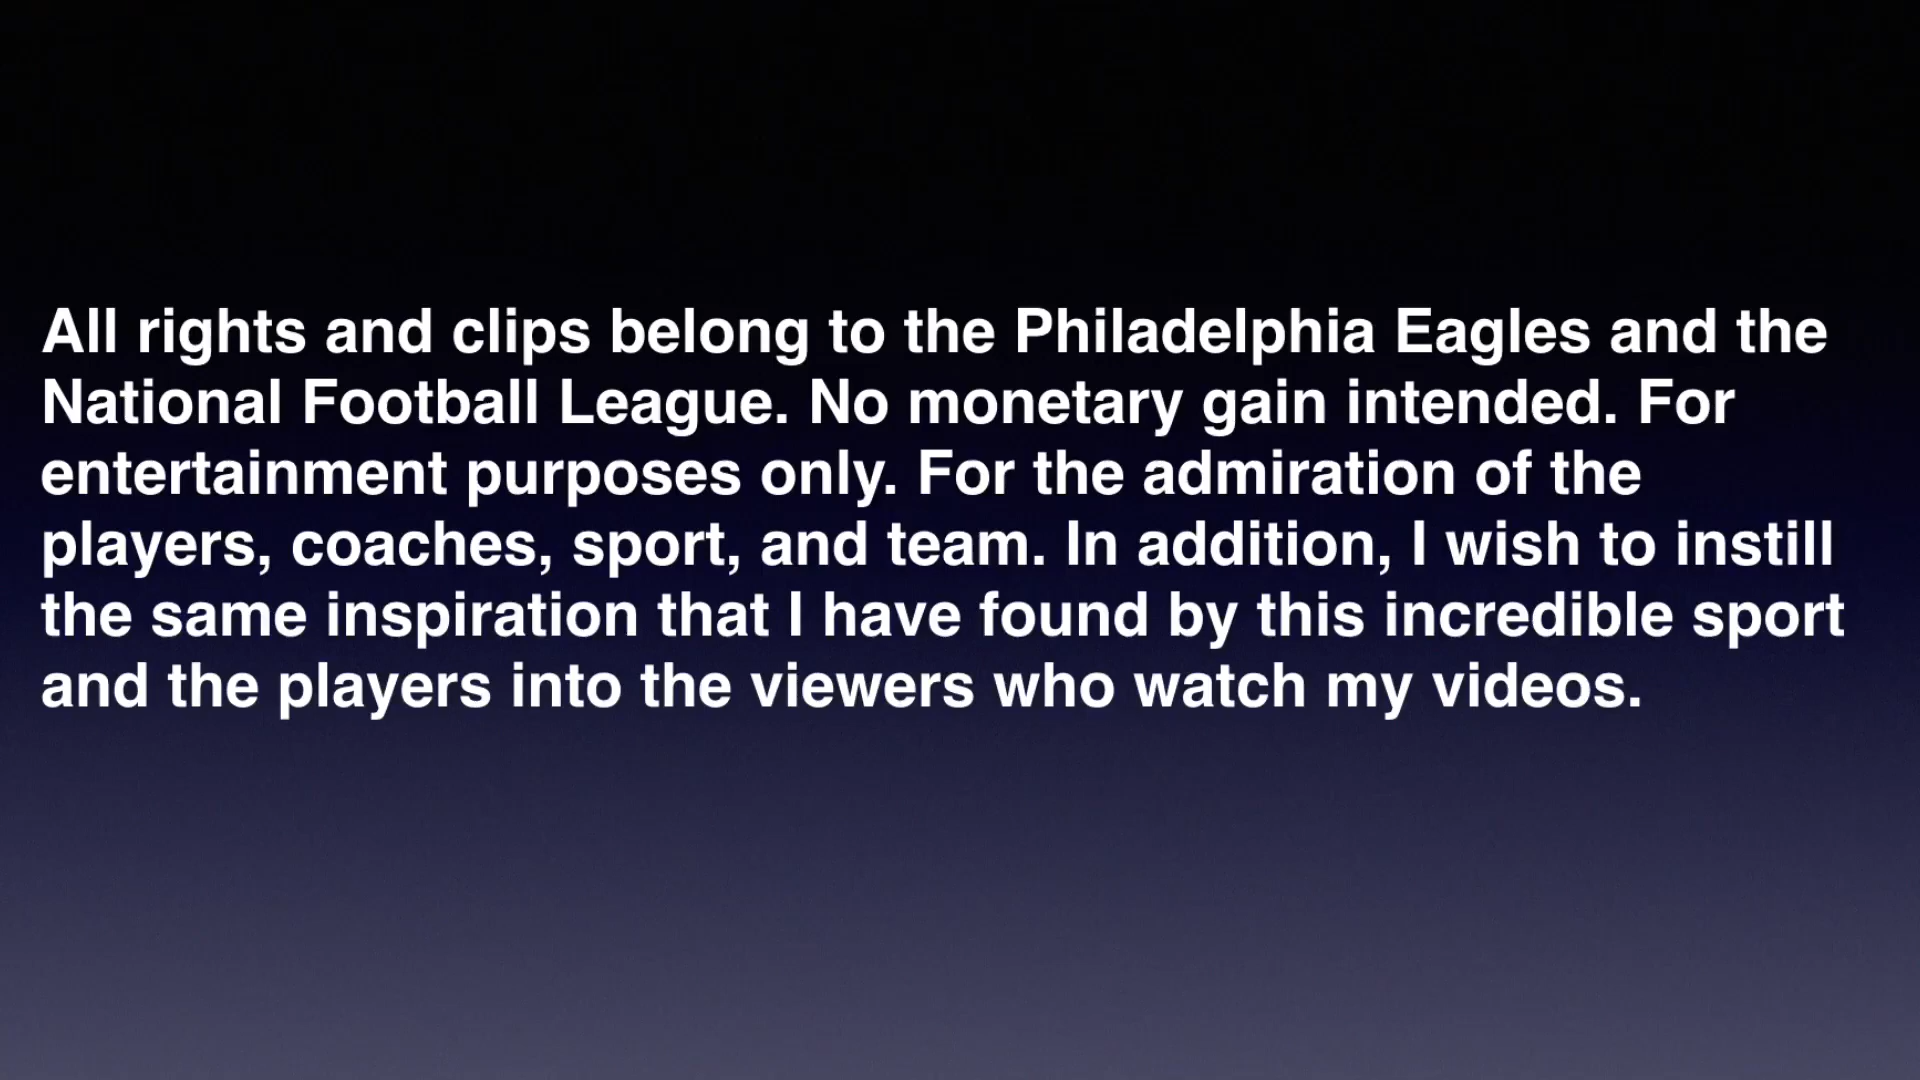 All rights and clips belong to the Philadelphia Eagles and the
National Football League. No monetary gain intended. For
entertainment purposes only. For the admiration of the
players, coaches, sport, and team. In addition, I wish to instill
the same inspiration that I have found by this incredible sport
and the players into the viewers who watch my videos.